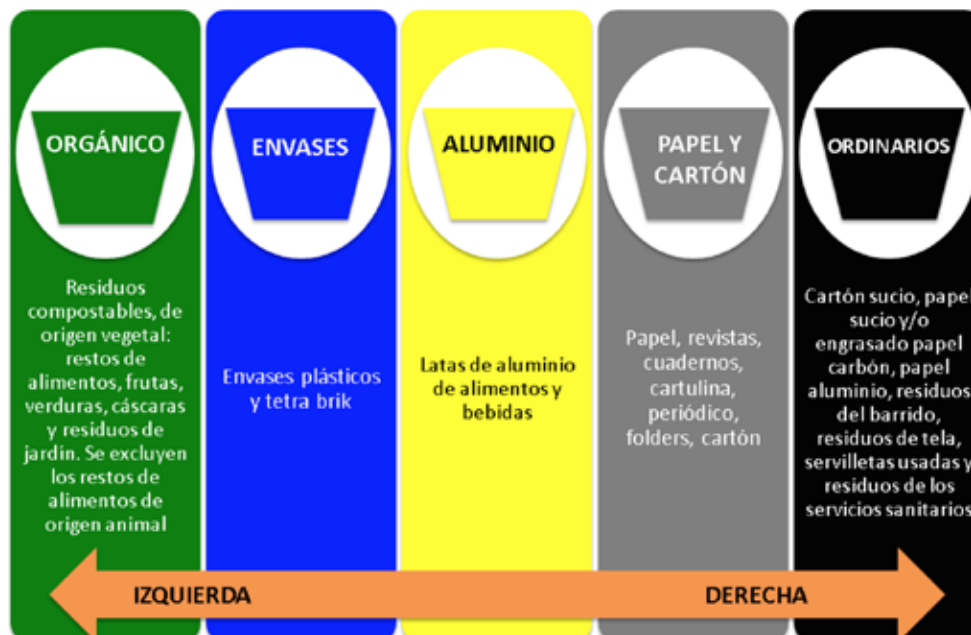 ORGÁNICO
Residuos
compostables, de
origen vegetal:
restos de
alimentos, frutas,
verduras, cáscaras
y residuos de
jardín. Se excluyen
los restos de
alimentos de
origen animal
ENVASES
Envases plásticos
y tetra brik
ALUMINIO
Latas de aluminio
de alimentos y
bebidas
PAPEL Y
CARTÓN
Papel, revistas,
cuadernos,
cartulina,
periódico,
folders, cartón
ORDINARIOS
Cartón sucio, papel
sucio y/o
engrasado papel
carbón, papel
aluminio, residuos
del barrido,
residuos de tela,
servilletas usadas y
residuos de los
servicios sanitarios
IZQUIERDA
DERECHA